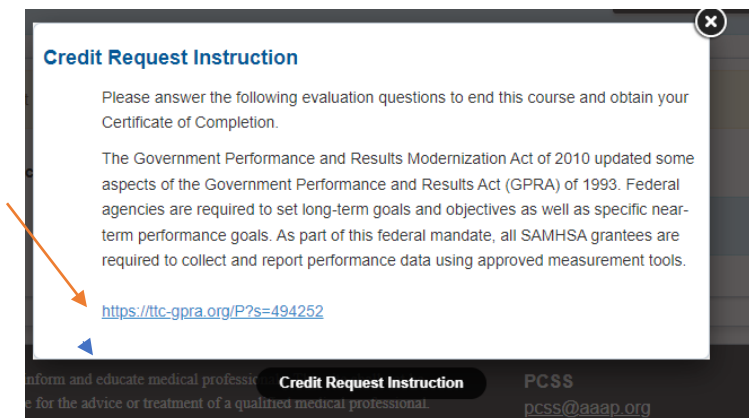 Credit Request Instruction
Please answer the following evaluation questions to end this course and obtain your
Certificate of Completion.
The Government Performance and Results Modernization Act of 2010 updated some
aspects of the Government Performance and Results Act (GPRA) of 1993. Federal
agencies are required to set long-term goals and objectives as well as specific near-
term performance goals. As part of this federal mandate, all SAMHSA grantees are
required to collect and report performance data using approved measurement tools.
https://ttc-gpra.org/P?s=494252
nform and educate medical professi
Credit Request Instruction
PCSS
e for the advice or treatment of a qualified medical professional.
pcss@aaap.org